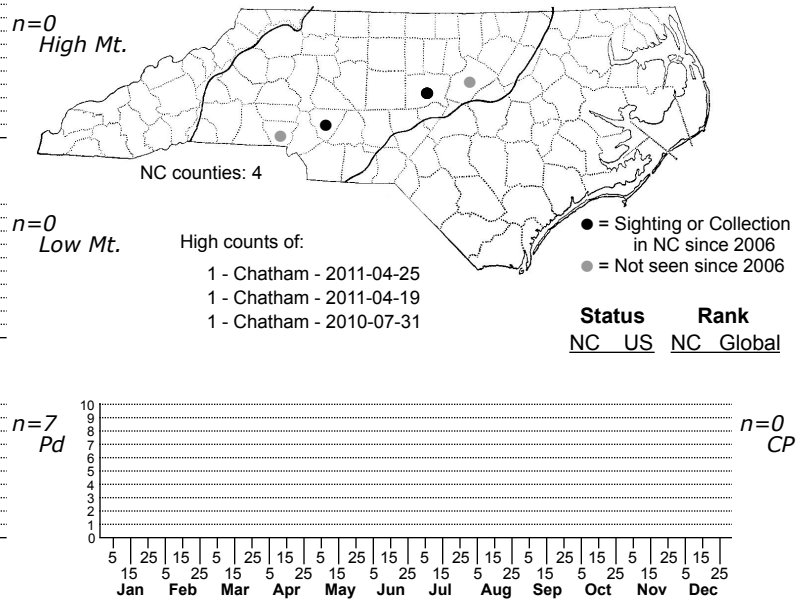 n=0
High Mt.
NC counties: 4
n=0
Low Mt.
High counts of:
1 - Chatham - 2011-04-25
1 - Chatham - 2011-04-19
1 - Chatham - 2010-07-31
= Sighting or Collection
in NC since 2006
= Not seen since 2006
Status Rank
NC US NC Global
n=7
Pd
n=0
CP
10
9
8
7
6
5
4
3
2
1
0
5 25 15 5 25 15 5 25 15 5 25 15 5 25 15 5 25 15
15 5 25 15 5 25 15 5 25 15 5 25 15 5 25 15 5 25
Jan Feb Mar Apr May Jun Jul Aug Sep Oct Nov Dec